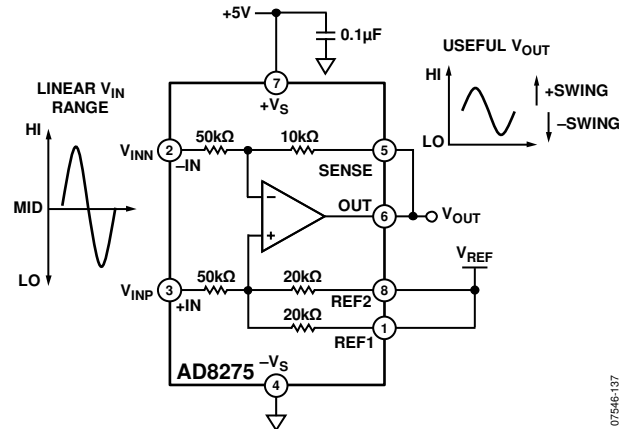 +5V
0.1µF
USEFUL VOUT
HI
LO
+SWING
–SWING
LINEAR VIN
RANGE
HI
MID
LO
7
+VS
50kΩ
10kΩ
VINN
2
–IN
5
SENSE
–
+
OUT
6
VOUT
VREF
50kΩ
20kΩ
VINP
3
+IN
8
REF2
20kΩ
1
REF1
AD8275
–VS
4
07546-137